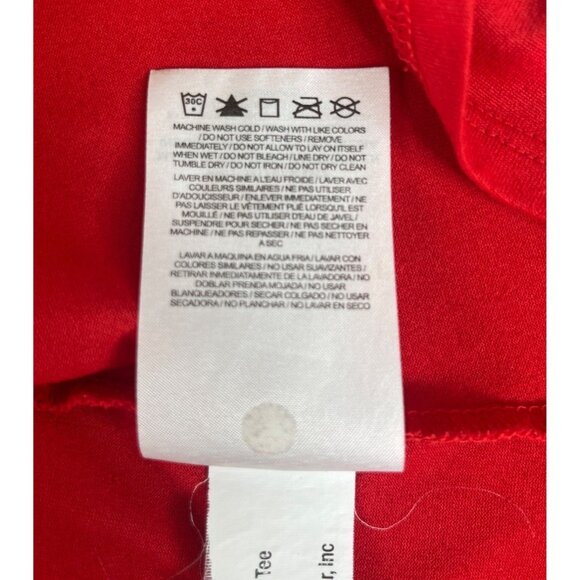 30C
MACHINE WASH COLD / WASH WITH LIKE COLORS
/ DO NOT USE SOFTENERS / REMOVE
IMMEDIATELY / DO NOT ALLOW TO LAY ON ITSELF
WHEN WET / DO NOT BLEACH / LINE DRY / DO NOT
TUMBLE DRY / DO NOT IRON / DO NOT DRY CLEAN
LAVER EN MACHINE A L'EAU FROIDE / LAVER AVEC
COULEURS SIMILAIRES / NE PAS UTILISER
D'ADOUCISSEUR / ENLEVER IMMEDIATEMENT / NE
PAS LAISSER LE VÊTEMENT PLIÉ LORSQU'IL EST
MOUILLÉ / NE PAS UTILISER D'EAU DE JAVEL /
SUSPENDRE POUR SECHER / NE PAS SECHER EN
MACHINE / NE PAS REPASSER / NE PAS NETTOYER
A SEC
LAVAR A MAQUINA EN AGUA FRIA / LAVAR CON
COLORES SIMILARES / NO USAR SUAVIZANTES /
RETIRAR INMEDIATAMENTE DE LA LAVADORA / NO
DOBLAR PRENDA MOJADA / NO USAR
BLANQUEADORES / SECAR COLGADO / NO USAR
SECADORA / NO PLANCHAR / NO LAVAR EN SECO
Tee
r, Inc